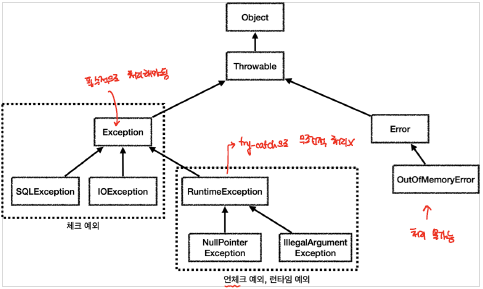 Object
Throwable
필수적으로 처리해야함
Exception
Error
try-catch으로 의무적 처리X
SQLException
IOException
RuntimeException
OutOfMemoryError
체크 예외
NullPointer
Exception
IllegalArgument
Exception
처리 불가능
언체크 예외, 런타임 예외